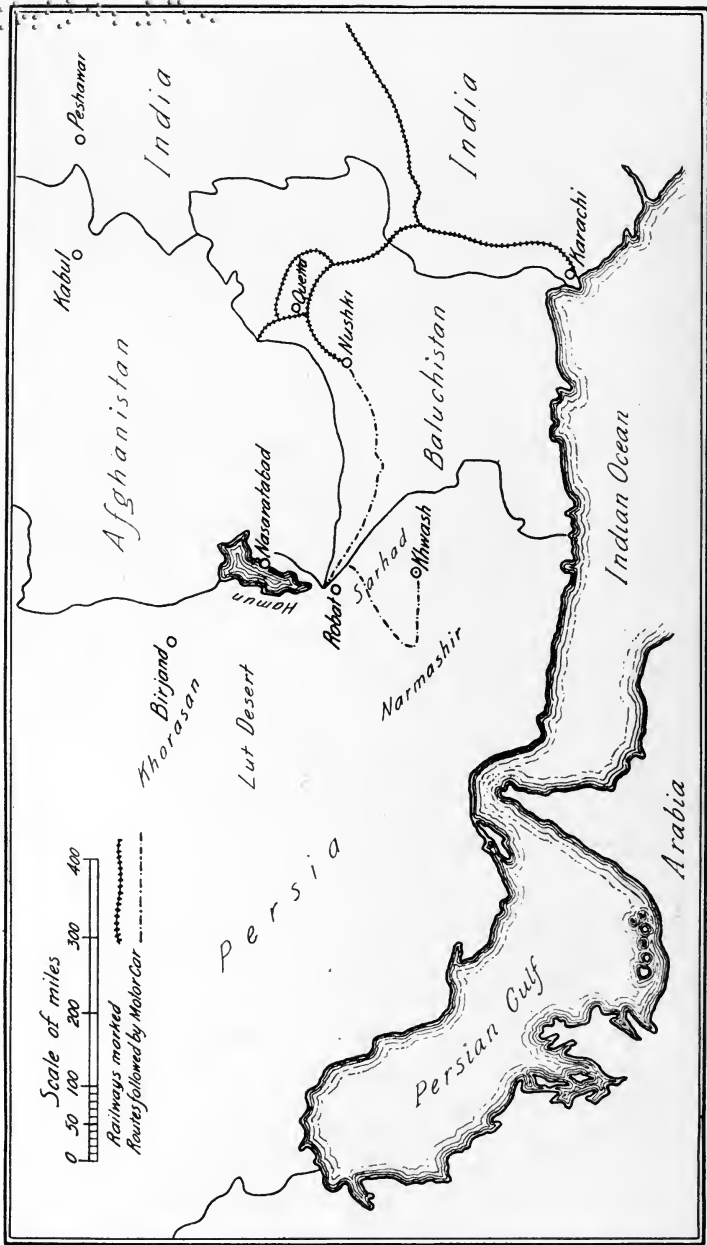 Scale of miles
0 50 100 200 300 400
Railways marked
Routes followed by Motor Car
Persia
Khorasan
Birjand
Lut Desert
Hamun
Nasaratabad
Afghanistan
Kabul
Peshawar
India
Quetta
Nushki
Robat
Sarhad
Khwash
Narmashir
Baluchistan
India
Karachi
Persian Gulf
Arabia
Indian Ocean